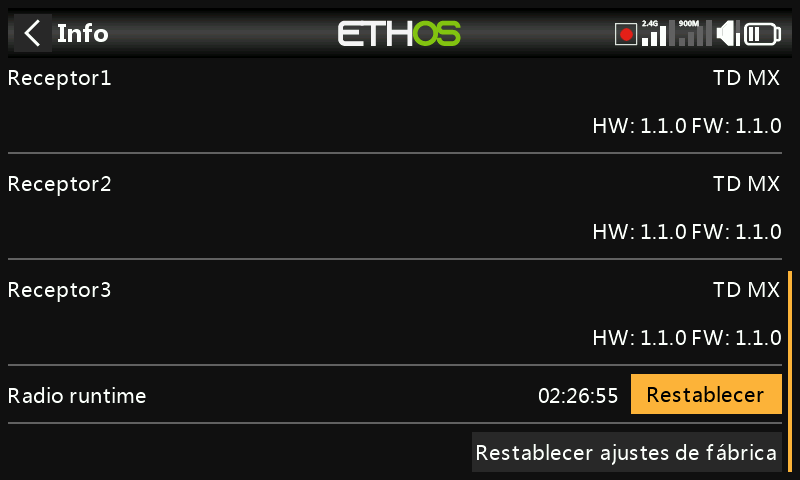 Info
ETHOS
2.4G
900M
Receptor1
TD MX
HW: 1.1.0 FW: 1.1.0
Receptor2
TD MX
HW: 1.1.0 FW: 1.1.0
Receptor3
TD MX
HW: 1.1.0 FW: 1.1.0
Radio runtime
02:26:55
Restablecer
Restablecer ajustes de fábrica